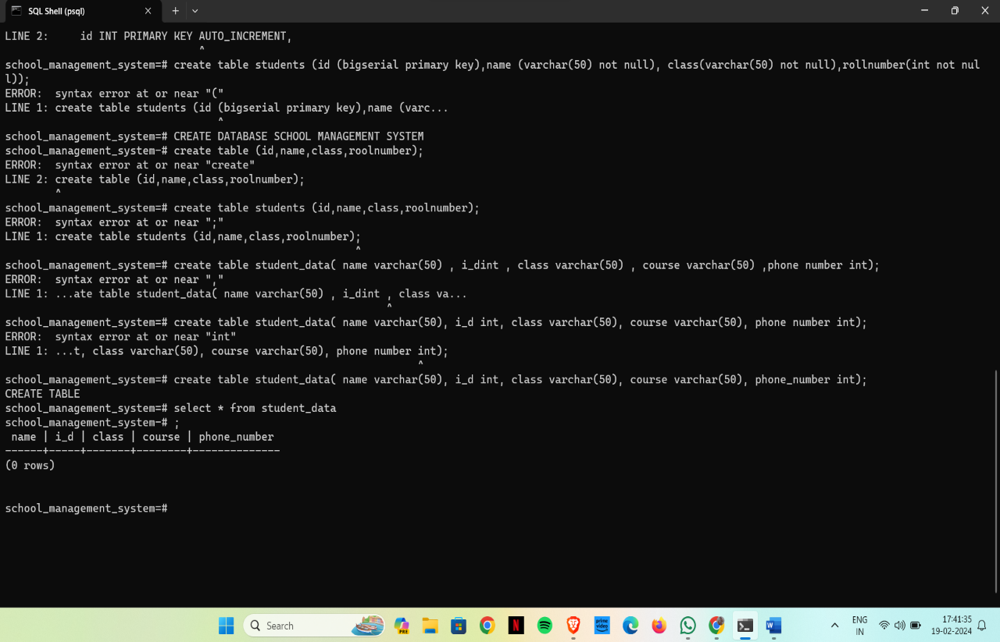 SQL Shell (psql)
LINE 2:     id INT PRIMARY KEY AUTO_INCREMENT,
                               ^
school_management_system=# create table students (id (bigserial primary key),name (varchar(50) not null), class(varchar(50) not null),rollnumber(int not nul
l));
ERROR:  syntax error at or near "("
LINE 1: create table students (id (bigserial primary key),name (varc...
                                  ^
school_management_system=# CREATE DATABASE SCHOOL MANAGEMENT SYSTEM
school_management_system-# create table (id,name,class,roolnumber);
ERROR:  syntax error at or near "create"
LINE 2: create table (id,name,class,roolnumber);
        ^
school_management_system=# create table students (id,name,class,roolnumber);
ERROR:  syntax error at or near ";"
LINE 1: create table students (id,name,class,roolnumber);
                                                        ^
school_management_system=# create table student_data( name varchar(50) , i_dint , class varchar(50) , course varchar(50) ,phone number int);
ERROR:  syntax error at or near ","
LINE 1: ...ate table student_data( name varchar(50) , i_dint , class va...
                                                             ^
school_management_system=# create table student_data( name varchar(50), i_d int, class varchar(50), course varchar(50), phone number int);
ERROR:  syntax error at or near "int"
LINE 1: ...t, class varchar(50), course varchar(50), phone number int);
                                                                  ^
school_management_system=# create table student_data( name varchar(50), i_d int, class varchar(50), course varchar(50), phone_number int);
CREATE TABLE
school_management_system=# select * from student_data
school_management_system-# ;
 name | i_d | class | course | phone_number
------+-----+-------+--------+--------------
(0 rows)
school_management_system=#
Search
PRE
prime video
ENG
IN
17:41:35
19-02-2024